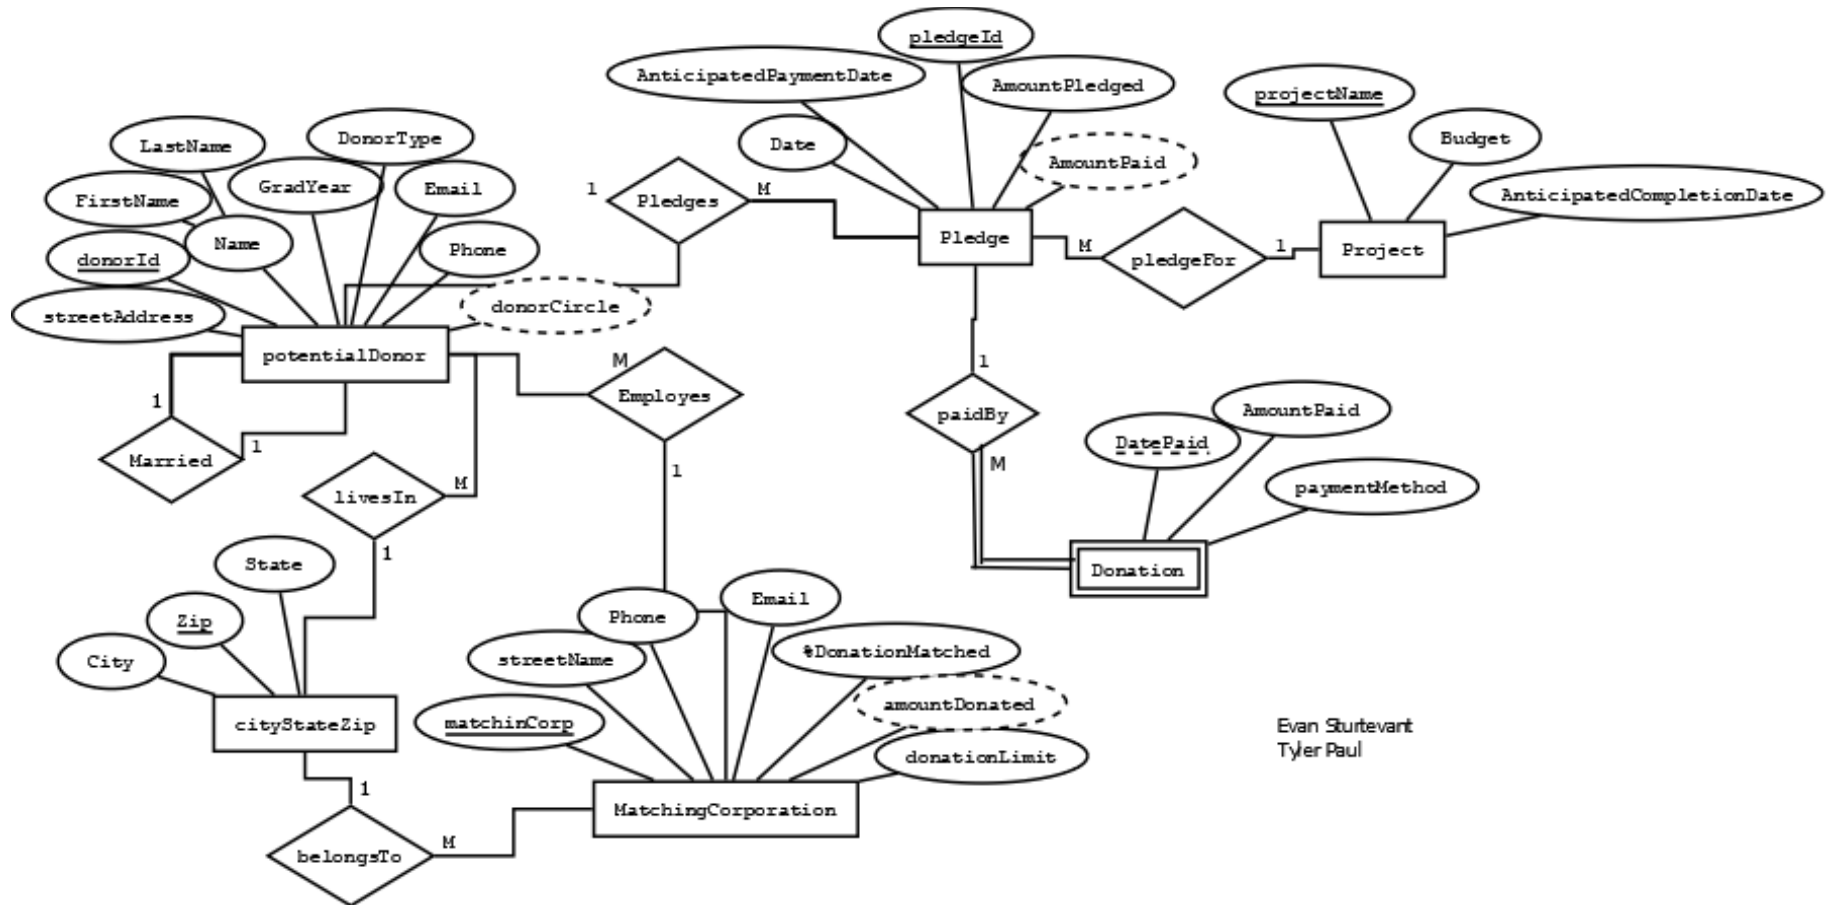 pledgeId
AnticipatedPaymentDate
AmountPledged
projectName
Date
AmountPaid
Budget
LastName
DonorType
FirstName
GradYear
Email
1
Pledges
M
AnticipatedCompletionDate
donorId
Name
Phone
Pledge
M
pledgeFor
1
Project
streetAddress
donorCircle
potentialDonor
M
Employes
1
1
Married
1
1
paidBy
M
DatePaid
AmountPaid
paymentMethod
livesIn
M
1
1
Donation
State
Zip
City
Phone
Email
streetName
%DonationMatched
matchinCorp
amountDonated
donationLimit
cityStateZip
Evan Sturtevant
Tyler Paul
1
MatchingCorporation
belongsTo
M